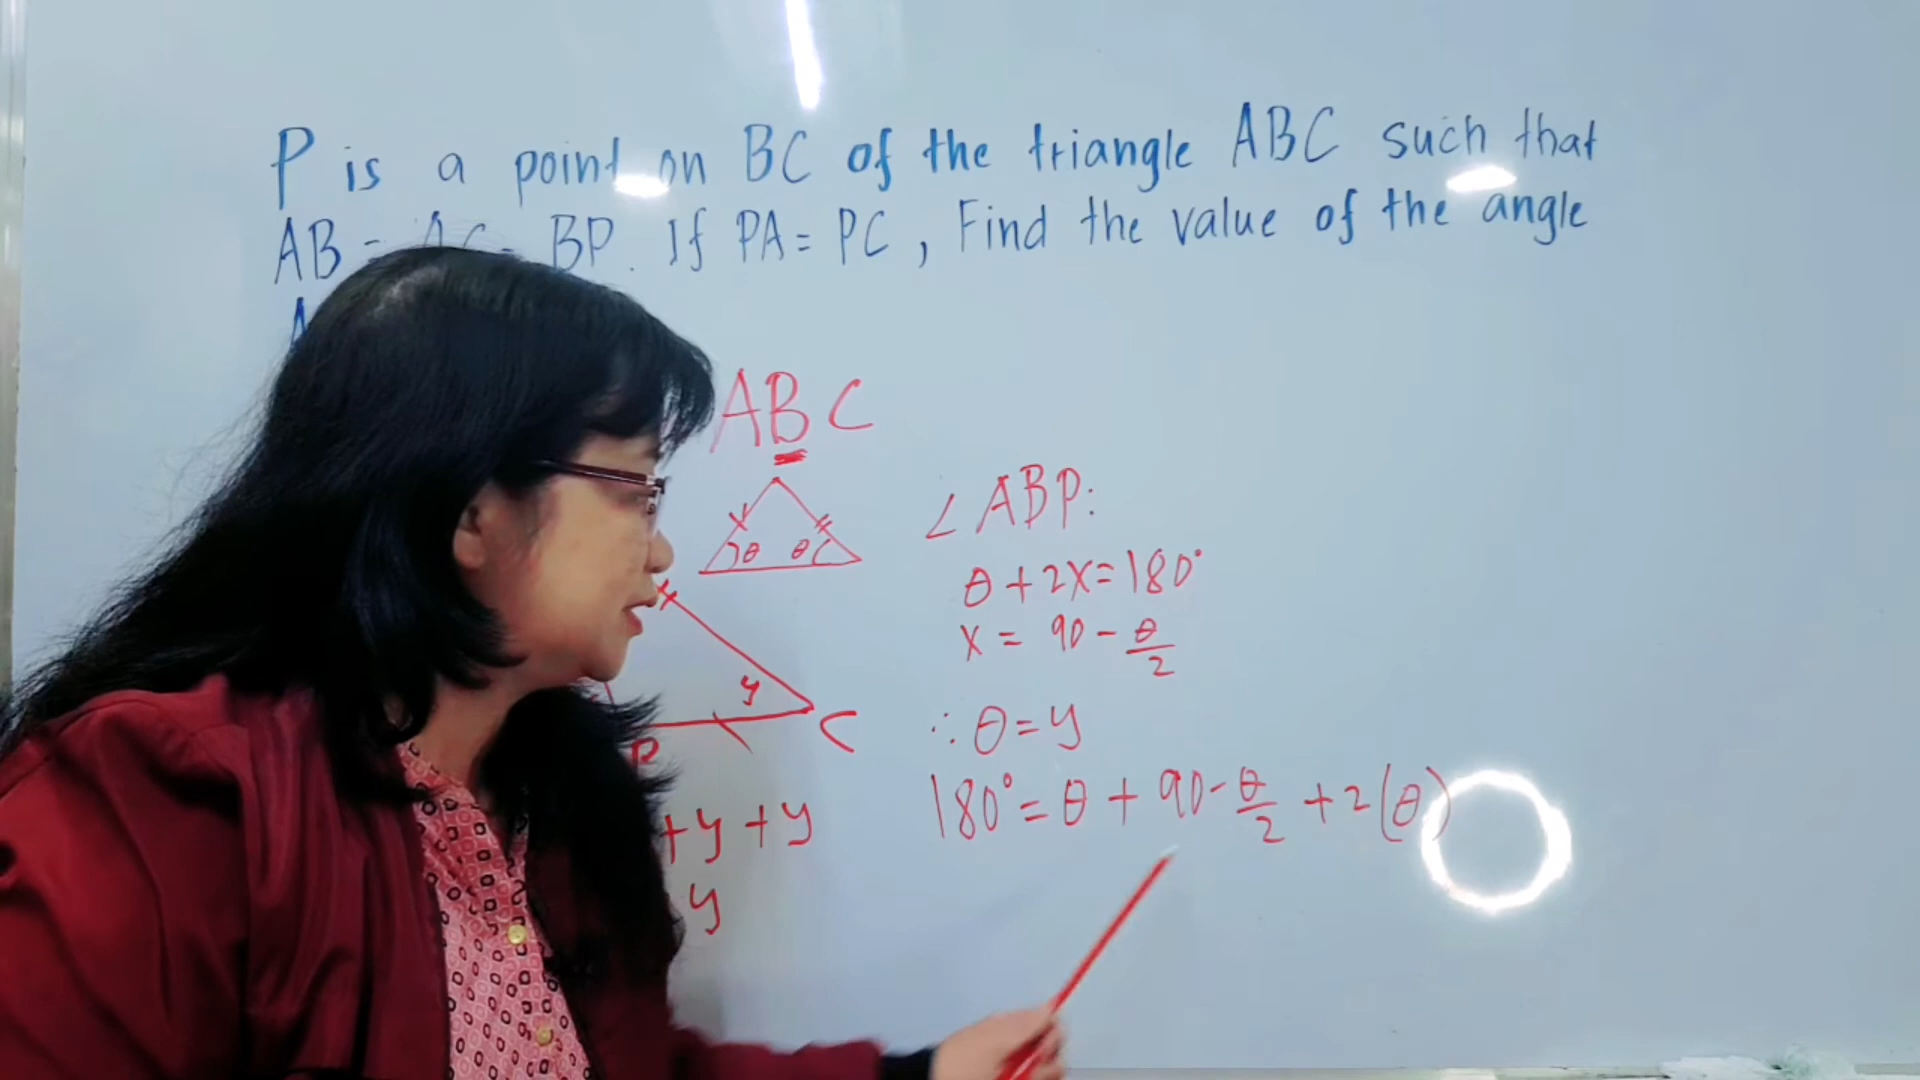 P is a point on BC of the triangle ABC such that
AB = AC = BP. If PA = PC, Find the value of the angle
A
ABC
θ θ
y
P C
+ y + y
y
∠ABP:
θ + 2x = 180°
x = 90 - θ/2
∴ θ = y
180° = θ + 90 - θ/2 + 2(θ)